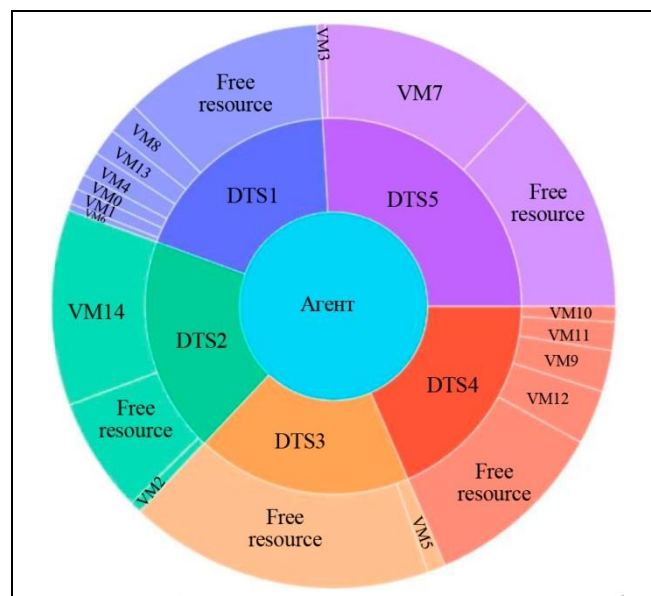 Агент
DTS1
DTS5
DTS4
DTS3
DTS2
Free
resource
VM8
VM13
VM4
VM0
VM1
VM6
VM3
VM7
Free
resource
VM10
VM11
VM9
VM12
Free
resource
VM5
Free
resource
VM2
Free
resource
VM14